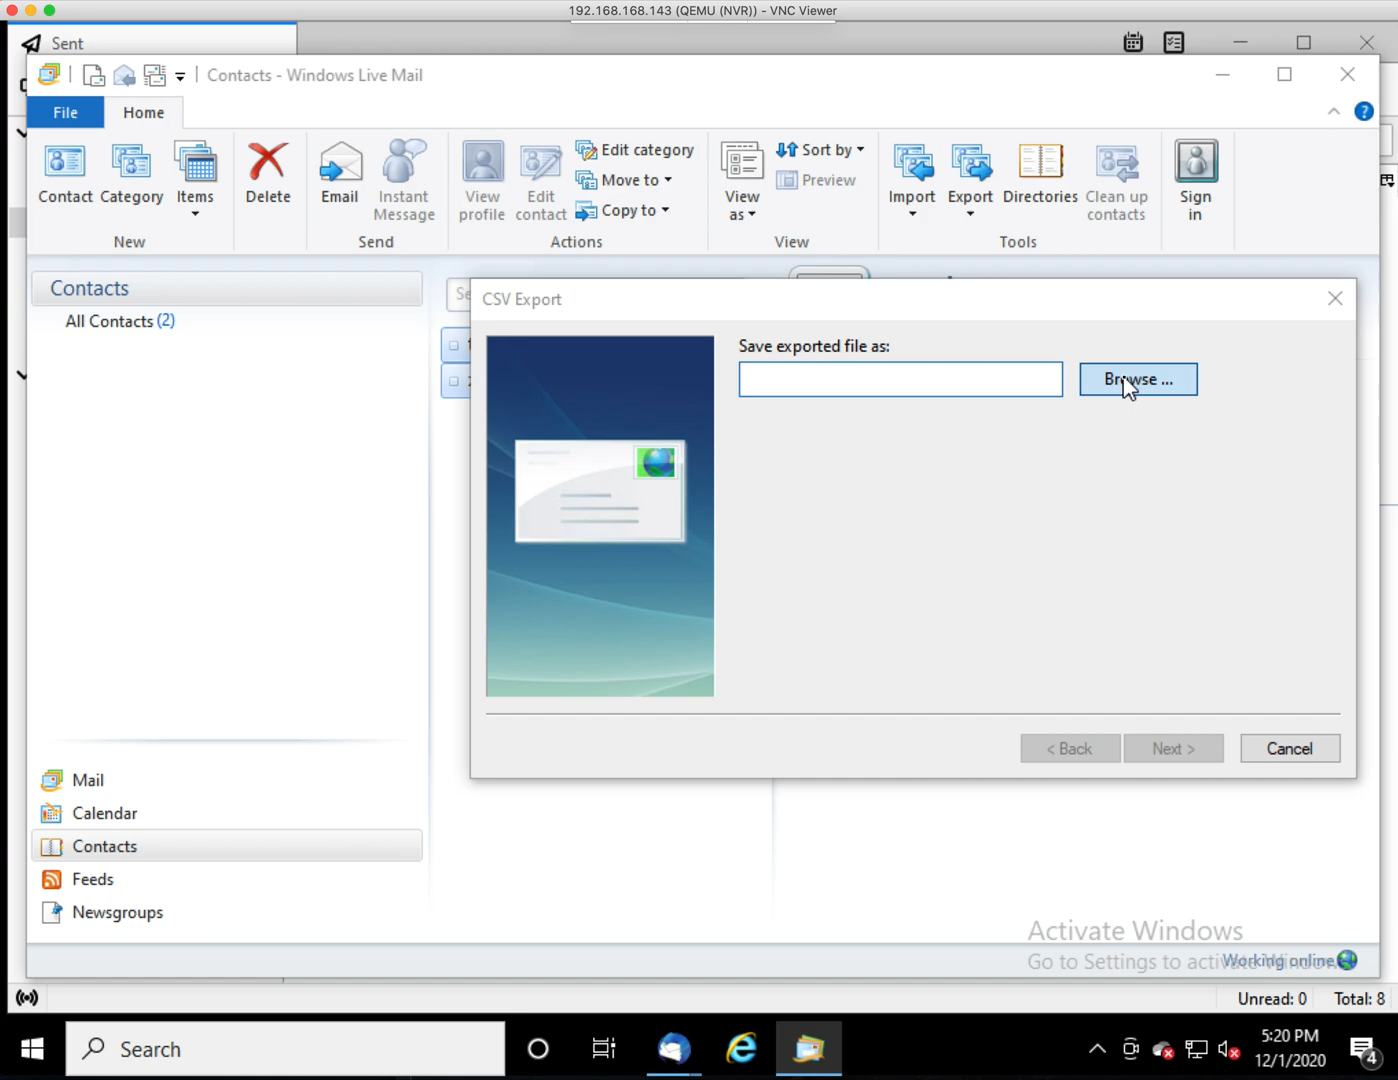 192.168.168.143 (QEMU (NVR)) - VNC Viewer
Sent
Contacts - Windows Live Mail
File
Home
Contact
Category
Items
Delete
Email
Instant
Message
View
profile
Edit
contact
Edit category
Move to
Copy to
View
as
Sort by
Preview
Import
Export
Directories
Clean up
contacts
Sign
in
New
Send
Actions
View
Tools
Contacts
All Contacts (2)
Se
CSV Export
Save exported file as:
Browse ...
< Back
Next >
Cancel
Mail
Calendar
Contacts
Feeds
Newsgroups
Activate Windows
Go to Settings to activate Windows.
Working online
Unread: 0
Total: 8
Search
5:20 PM
12/1/2020
4